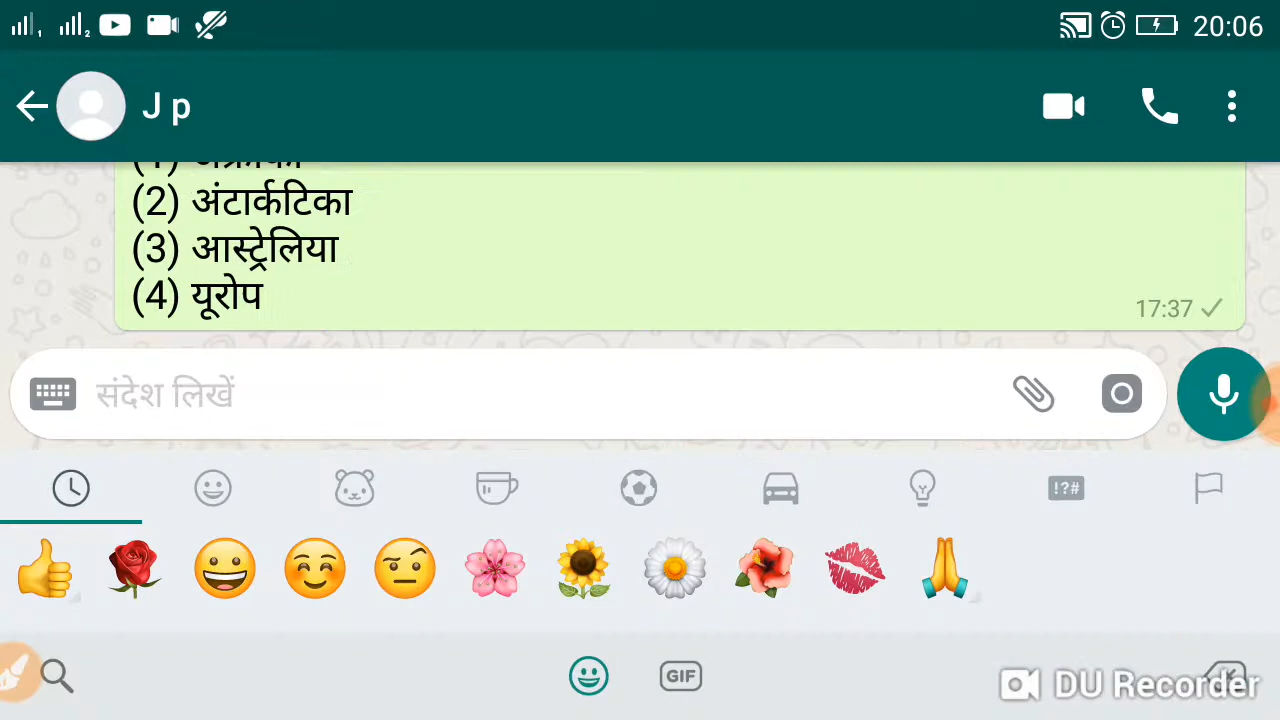 20:06
J p
(2) अंटार्कटिका
(3) आस्ट्रेलिया
(4) यूरोप
17:37
संदेश लिखें
!?#
GIF
DU Recorder